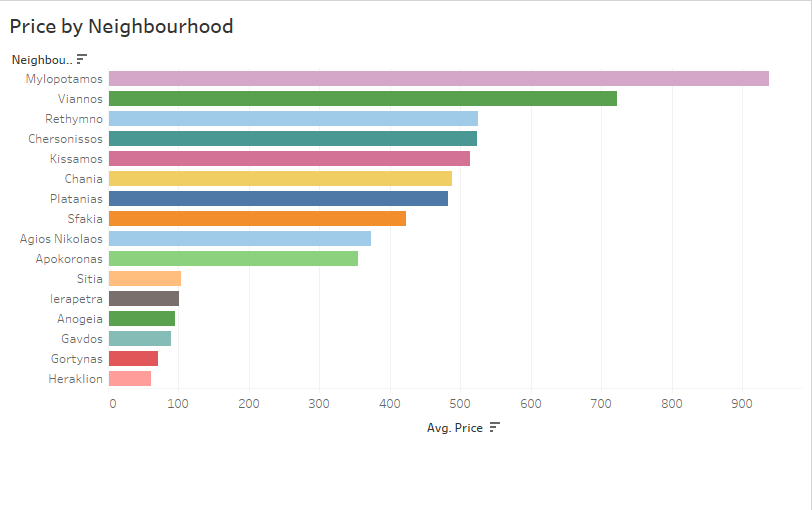 Price by Neighbourhood
Neighbou..
Mylopotamos
Viannos
Rethymno
Chersonissos
Kissamos
Chania
Platanias
Sfakia
Agios Nikolaos
Apokoronas
Sitia
Ierapetra
Anogeia
Gavdos
Gortynas
Heraklion
0 100 200 300 400 500 600 700 800 900
Avg. Price